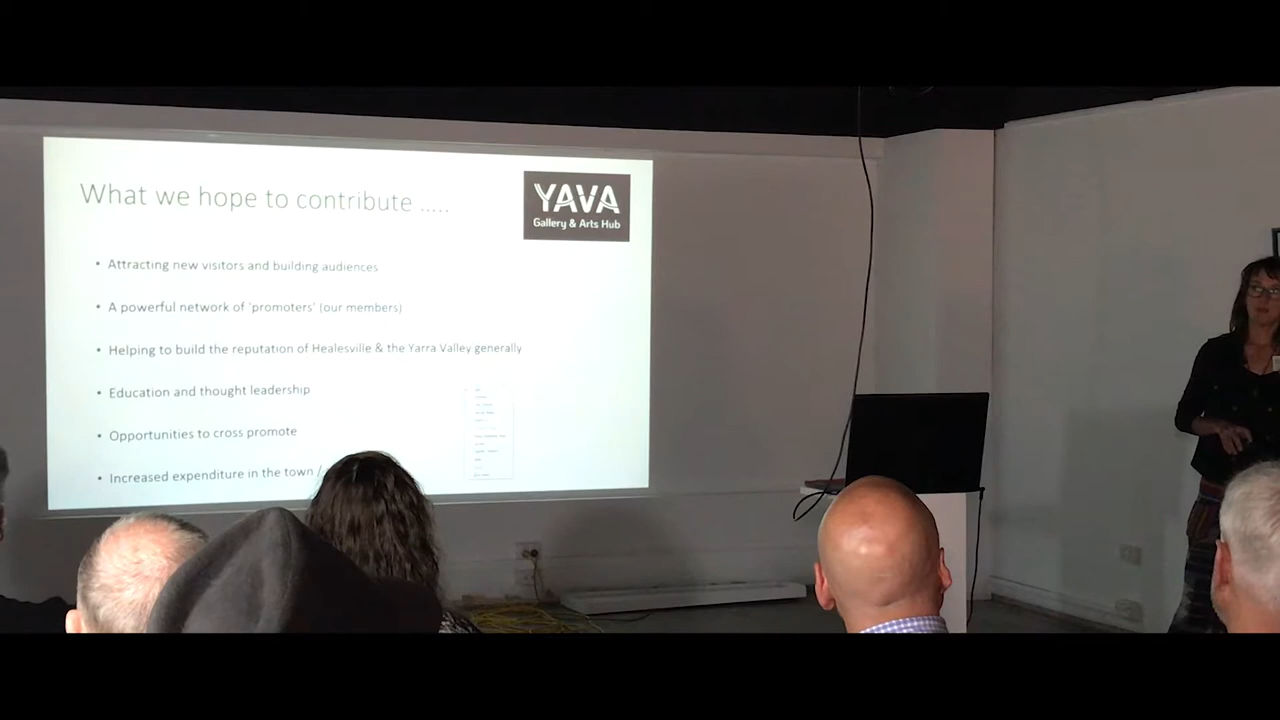 What we hope to contribute .....
YAVA
Gallery & Arts Hub
• Attracting new visitors and building audiences
• A powerful network of 'promoters' (our members)
• Helping to build the reputation of Healesville & the Yarra Valley generally
• Education and thought leadership
• Opportunities to cross promote
• Increased expenditure in the town /